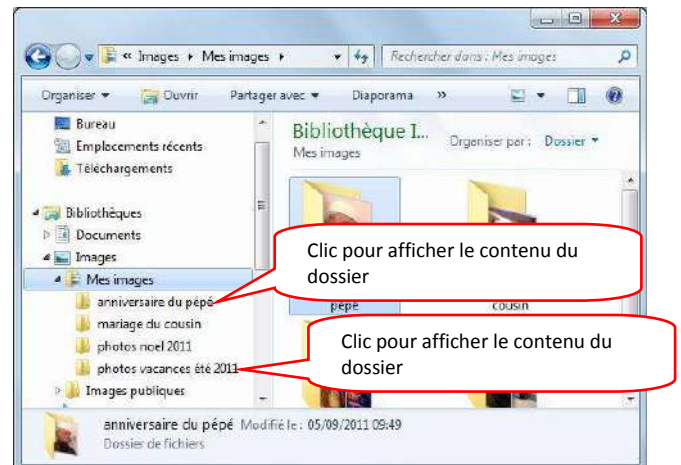 « Images Mes images
Rechercher dans : Mes images
Organiser Ouvrir Partager avec Diaporama »
Bureau
Emplacements récents
Téléchargements
Bibliothèques
Documents
Images
Mes images
anniversaire du pépé
mariage du cousin
photos noel 2011
photos vacances été 2011
Images publiques
Bibliothèque I...
Mes images
Organiser par : Dossier
Clic pour afficher le contenu du
dossier
pépé
cousin
Clic pour afficher le contenu du
dossier
anniversaire du pépé Modifié le : 05/09/2011 09:49
Dossier de fichiers